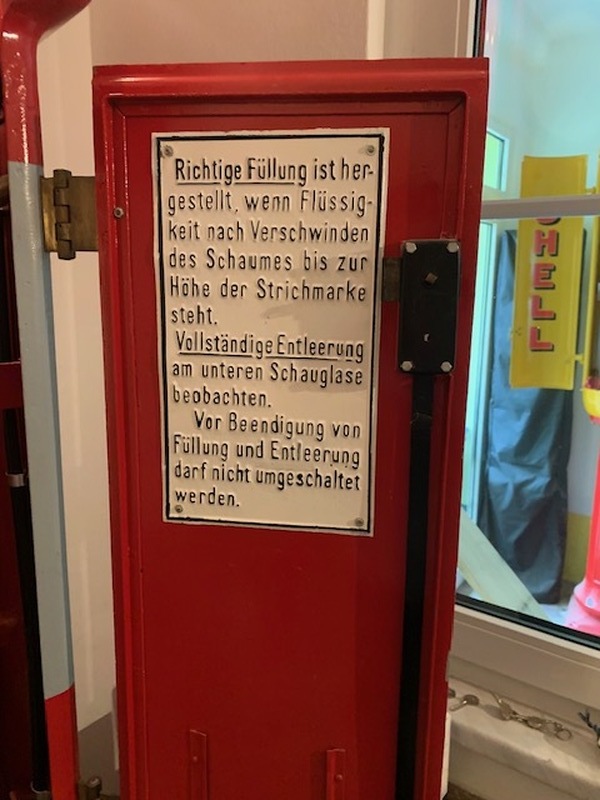 Richtige Füllung ist her-
gestellt, wenn Flüssig-
keit nach Verschwinden
des Schaumes bis zur
Höhe der Strichmarke
steht.
Vollständige Entleerung
am unteren Schauglase
beobachten.
Vor Beendigung von
Füllung und Entleerung
darf nicht umgeschaltet
werden.
SHELL